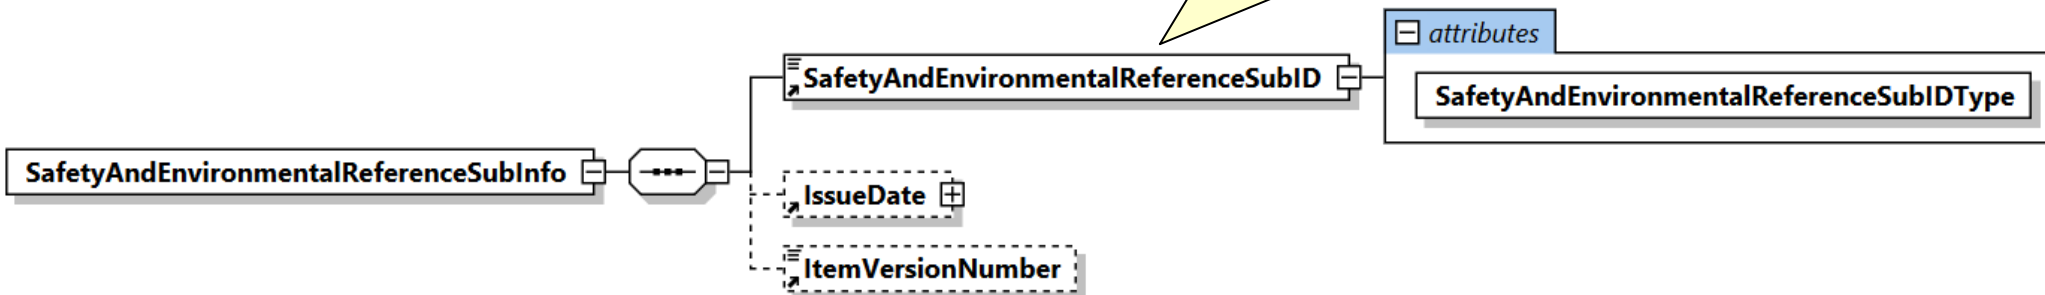 attributes
SafetyAndEnvironmentalReferenceSubID
SafetyAndEnvironmentalReferenceSubIDType
SafetyAndEnvironmentalReferenceSubInfo
IssueDate
ItemVersionNumber